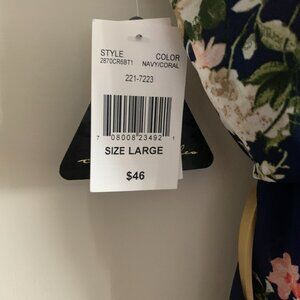 STYLE COLOR
2870CR6BT1 NAVY/CORAL
221-7223
7 08008 23492 1
SIZE LARGE
$46